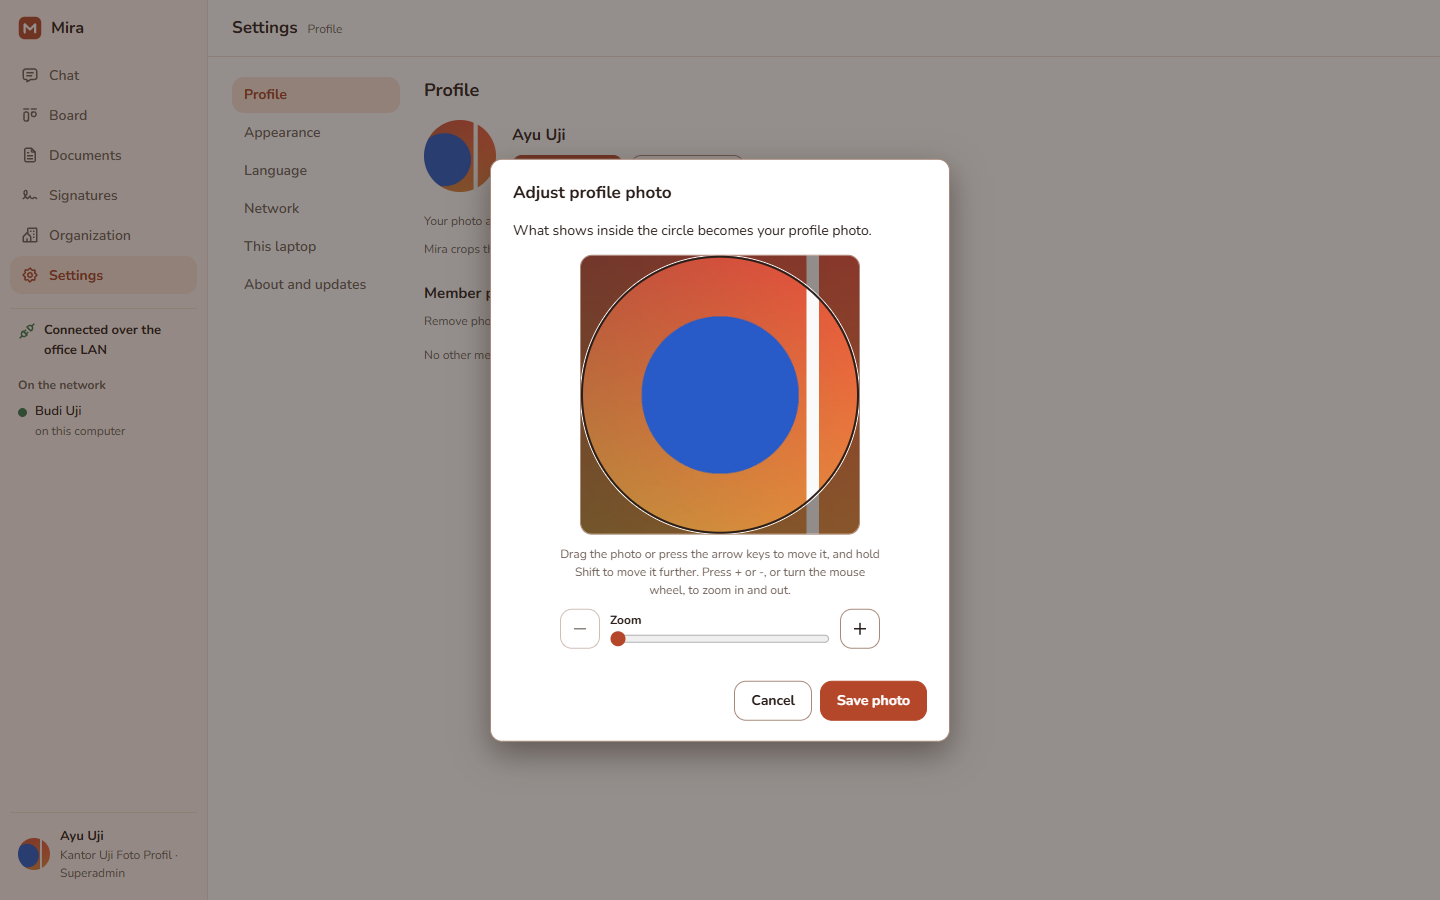 Mira
Chat
Board
Documents
Signatures
Organization
Settings
Connected over the
office LAN
On the network
Budi Uji
on this computer
Ayu Uji
Kantor Uji Foto Profil ·
Superadmin
Settings Profile
Profile
Appearance
Language
Network
This laptop
About and updates
Profile
Ayu Uji
Your photo
Mira crops
Member
Remove
No other
Adjust profile photo
What shows inside the circle becomes your profile photo.
Drag the photo or press the arrow keys to move it, and hold
Shift to move it further. Press + or -, or turn the mouse
wheel, to zoom in and out.
Zoom
Cancel
Save photo